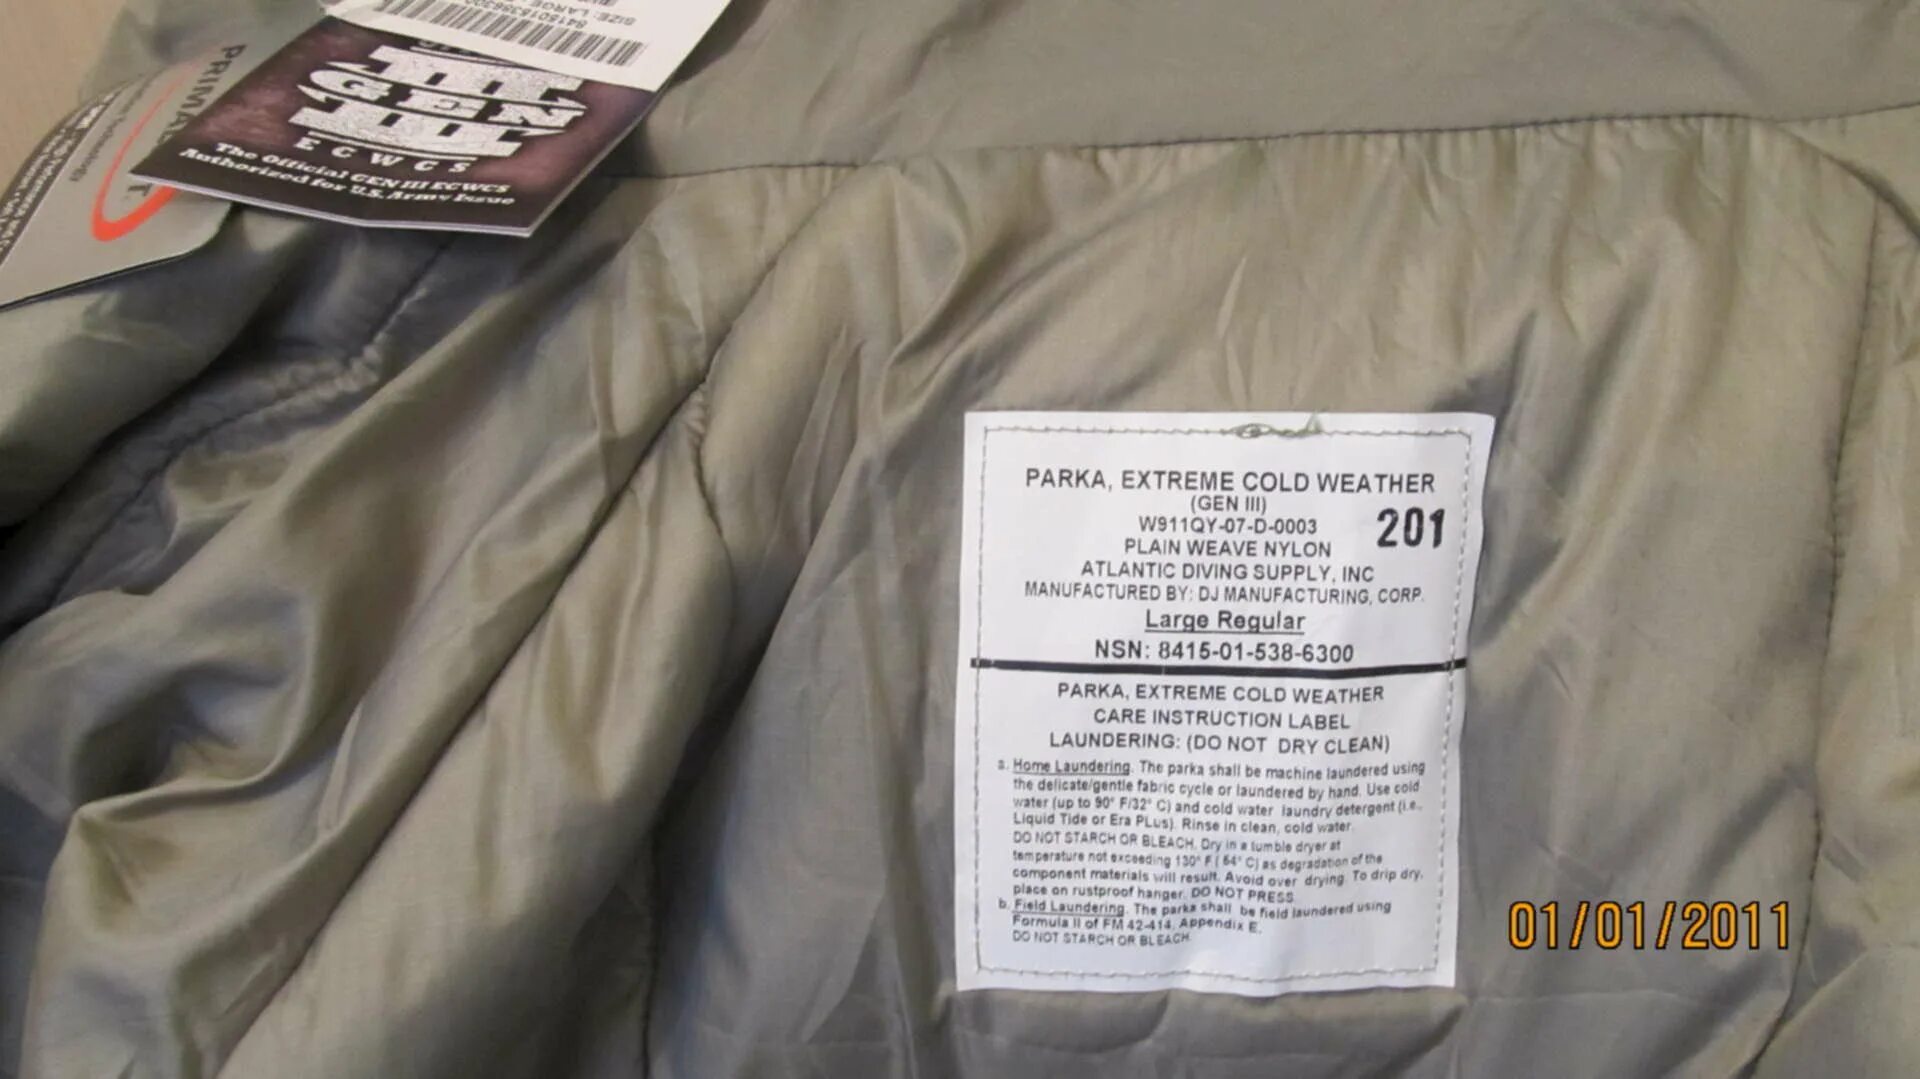 SIZE: LARGE
PRIMALOFT.
GEN
III
ECWCS
The Official GEN III ECWCS
Authorized for U.S. Army Issue
PARKA, EXTREME COLD WEATHER
(GEN III)
W911QY-07-D-0003
201
PLAIN WEAVE NYLON
ATLANTIC DIVING SUPPLY, INC
MANUFACTURED BY: DJ MANUFACTURING, CORP.
Large Regular
NSN: 8415-01-538-6300
PARKA, EXTREME COLD WEATHER
CARE INSTRUCTION LABEL
LAUNDERING: (DO NOT DRY CLEAN)
a. Home Laundering. The parka shall be machine laundered using
the delicate/gentle fabric cycle or laundered by hand. Use cold
water (up to 90° F/32° C) and cold water laundry detergent (i.e.,
Liquid Tide or Era PLus). Rinse in clean, cold water.
DO NOT STARCH OR BLEACH. Dry in a tumble dryer at
temperature not exceeding 130° F ( 54° C) as degradation of the
component materials will result. Avoid over drying. To drip dry,
place on rustproof hanger. DO NOT PRESS.
b. Field Laundering. The parka shall be field laundered using
Formula II of FM 42-414, Appendix E.
DO NOT STARCH OR BLEACH.
01/01/2011